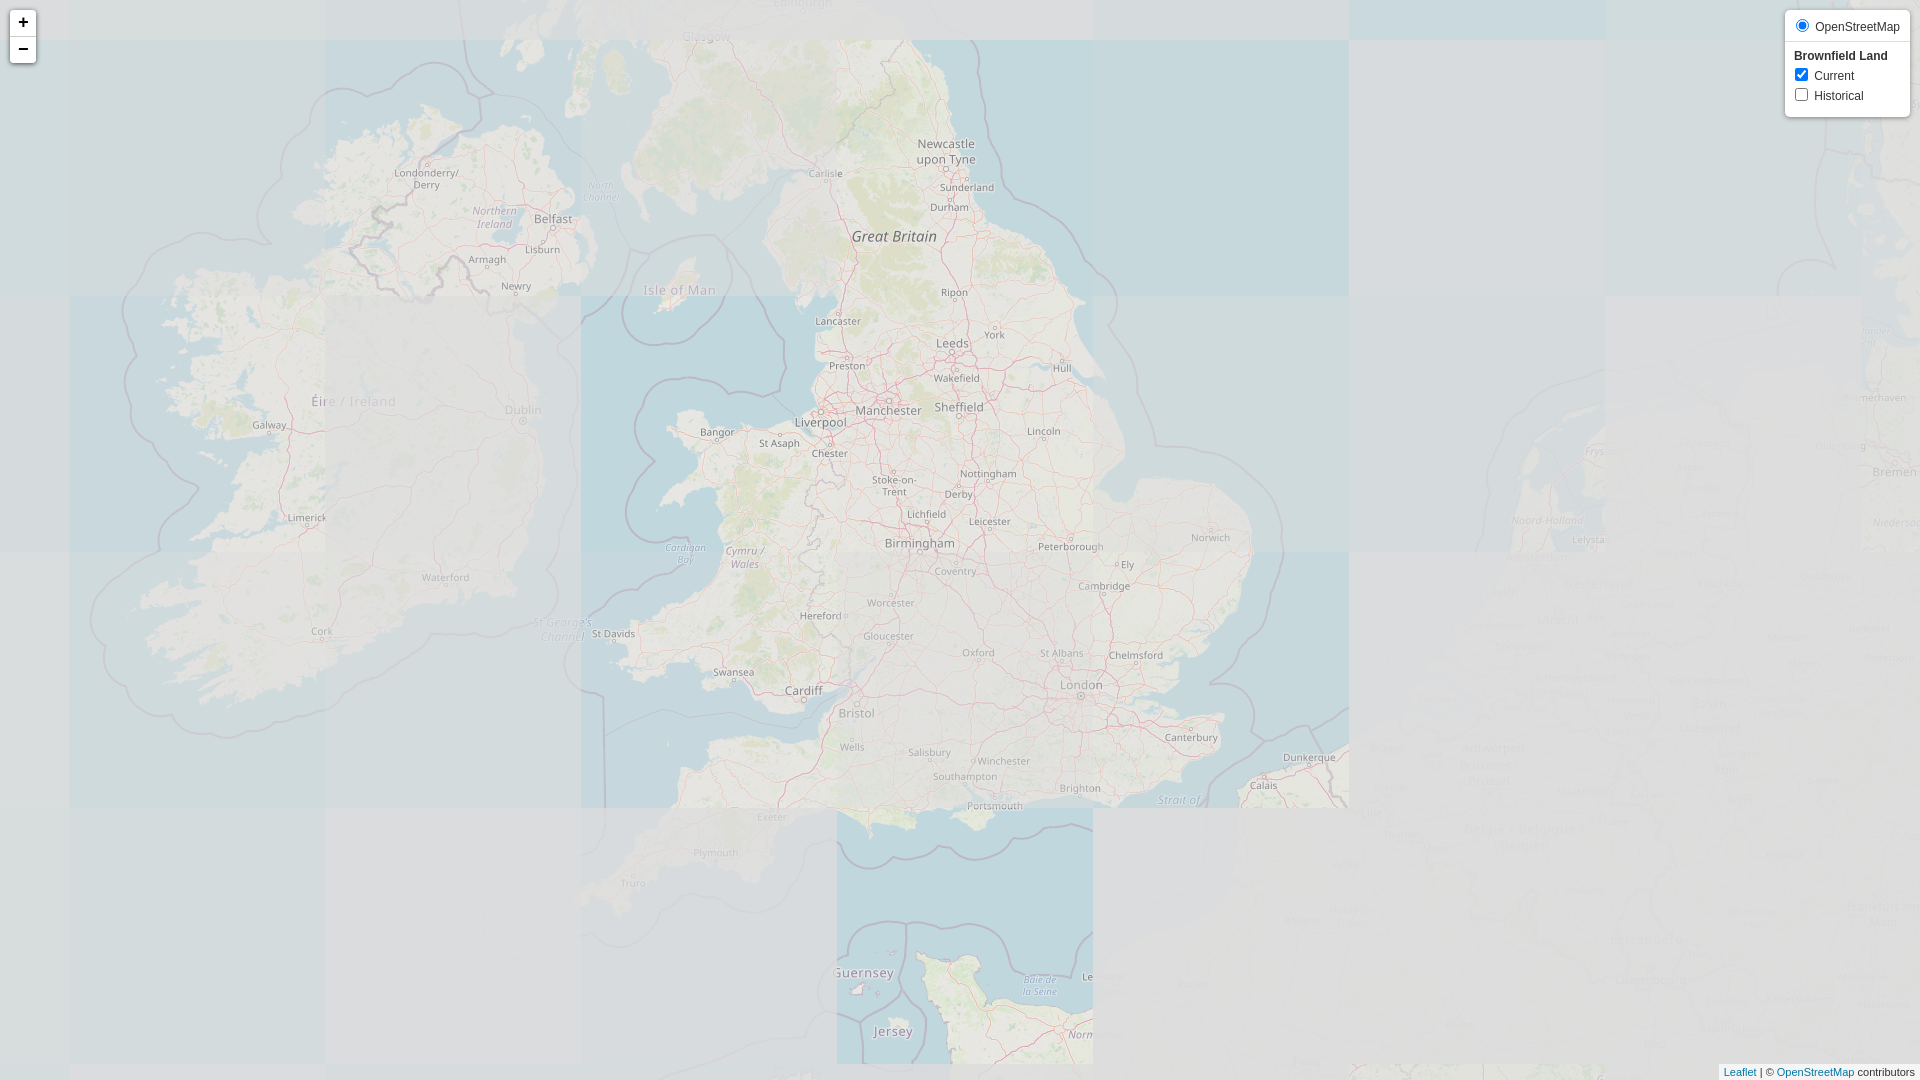 +
−
OpenStreetMap
Brownfield Land
Current
Historical
Edinburgh
Glasgow
Newcastle
upon Tyne
Carlisle
Londonderry/
Derry
Sunderland
North
Channel
Durham
Northern
Ireland
Belfast
Great Britain
Lisburn
Armagh
Newry
Isle of Man
Ripon
Lancaster
York
Leeds
Preston
Hull
Wakefield
Éire / Ireland
Dublin
Manchester
Sheffield
Liverpool
Galway
Bangor
Lincoln
St Asaph
Chester
Nottingham
Stoke-on-
Trent
Derby
Lichfield
Limerick
Leicester
Noord-Holland
Norwich
Lelysta
Birmingham
Peterborough
Cardigan
Bay
Cymru /
Wales
Ely
Coventry
Waterford
Cambridge
Worcester
Hereford
St George's
Channel
Cork
St Davids
Gloucester
Oxford
St Albans
Chelmsford
Swansea
London
Cardiff
Bristol
Canterbury
Wells
Salisbury
Winchester
Dunkerque
Southampton
Brighton
Calais
Strait of
Portsmouth
Exeter
Plymouth
Truro
Bremen
Guernsey
Le
Baie de
la Seine
Jersey
Norm
Leaflet | © OpenStreetMap contributors